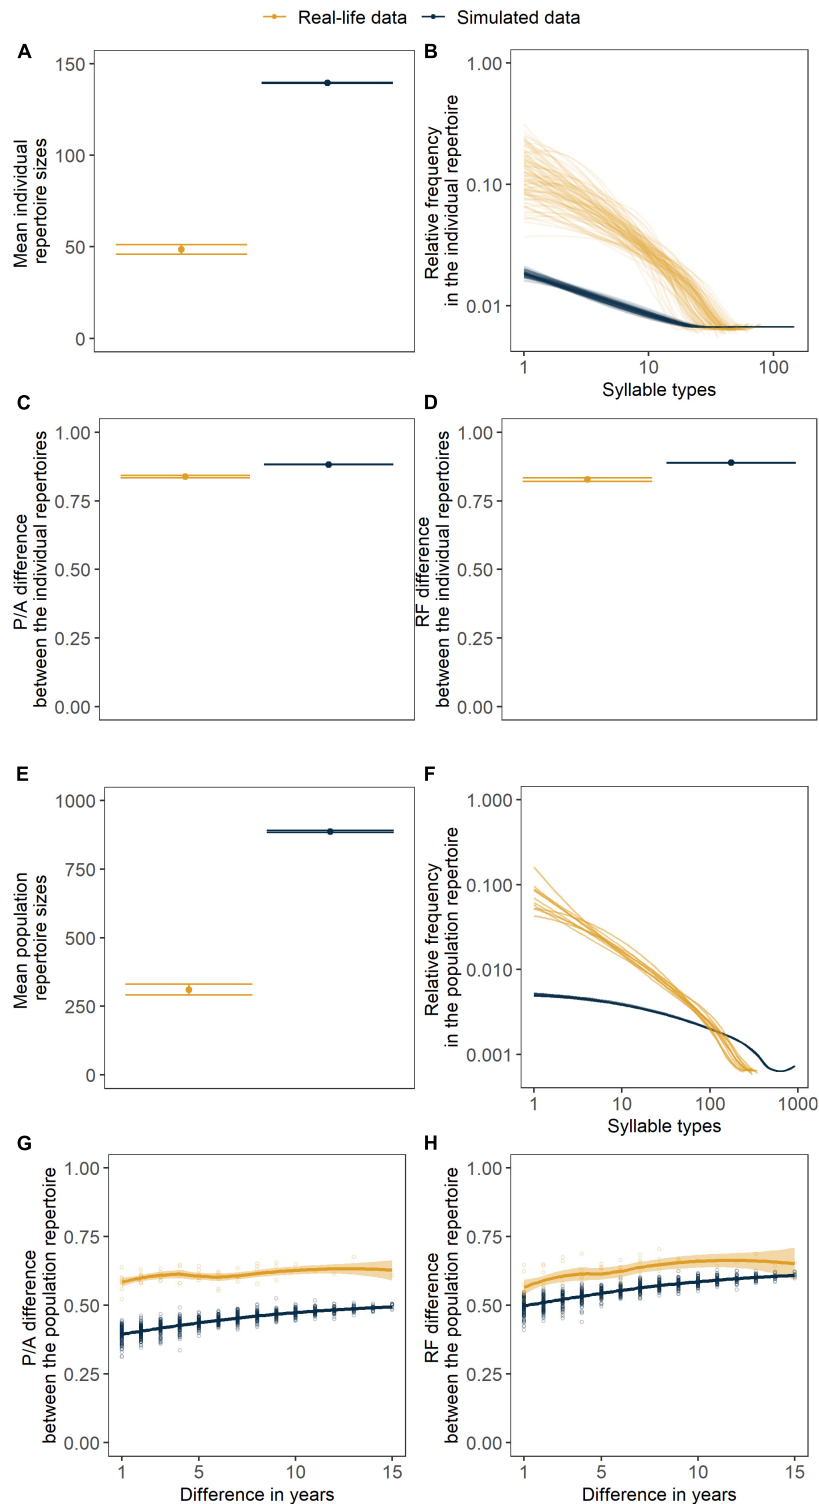 Real-life data Simulated data
A
Mean individual
repertoire sizes
150
100
50
0
B
Relative frequency
in the individual repertoire
1.00
0.10
0.01
1 10 100
Syllable types
C
P/A difference
between the individual repertoires
1.00
0.75
0.50
0.25
0.00
D
RF difference
between the individual repertoires
1.00
0.75
0.50
0.25
0.00
E
Mean population
repertoire sizes
1000
750
500
250
0
F
Relative frequency
in the population repertoire
1.000
0.100
0.010
0.001
1 10 100 1000
Syllable types
G
P/A difference
between the population repertoire
1.00
0.75
0.50
0.25
0.00
1 5 10 15
Difference in years
H
RF difference
between the population repertoire
1.00
0.75
0.50
0.25
0.00
1 5 10 15
Difference in years